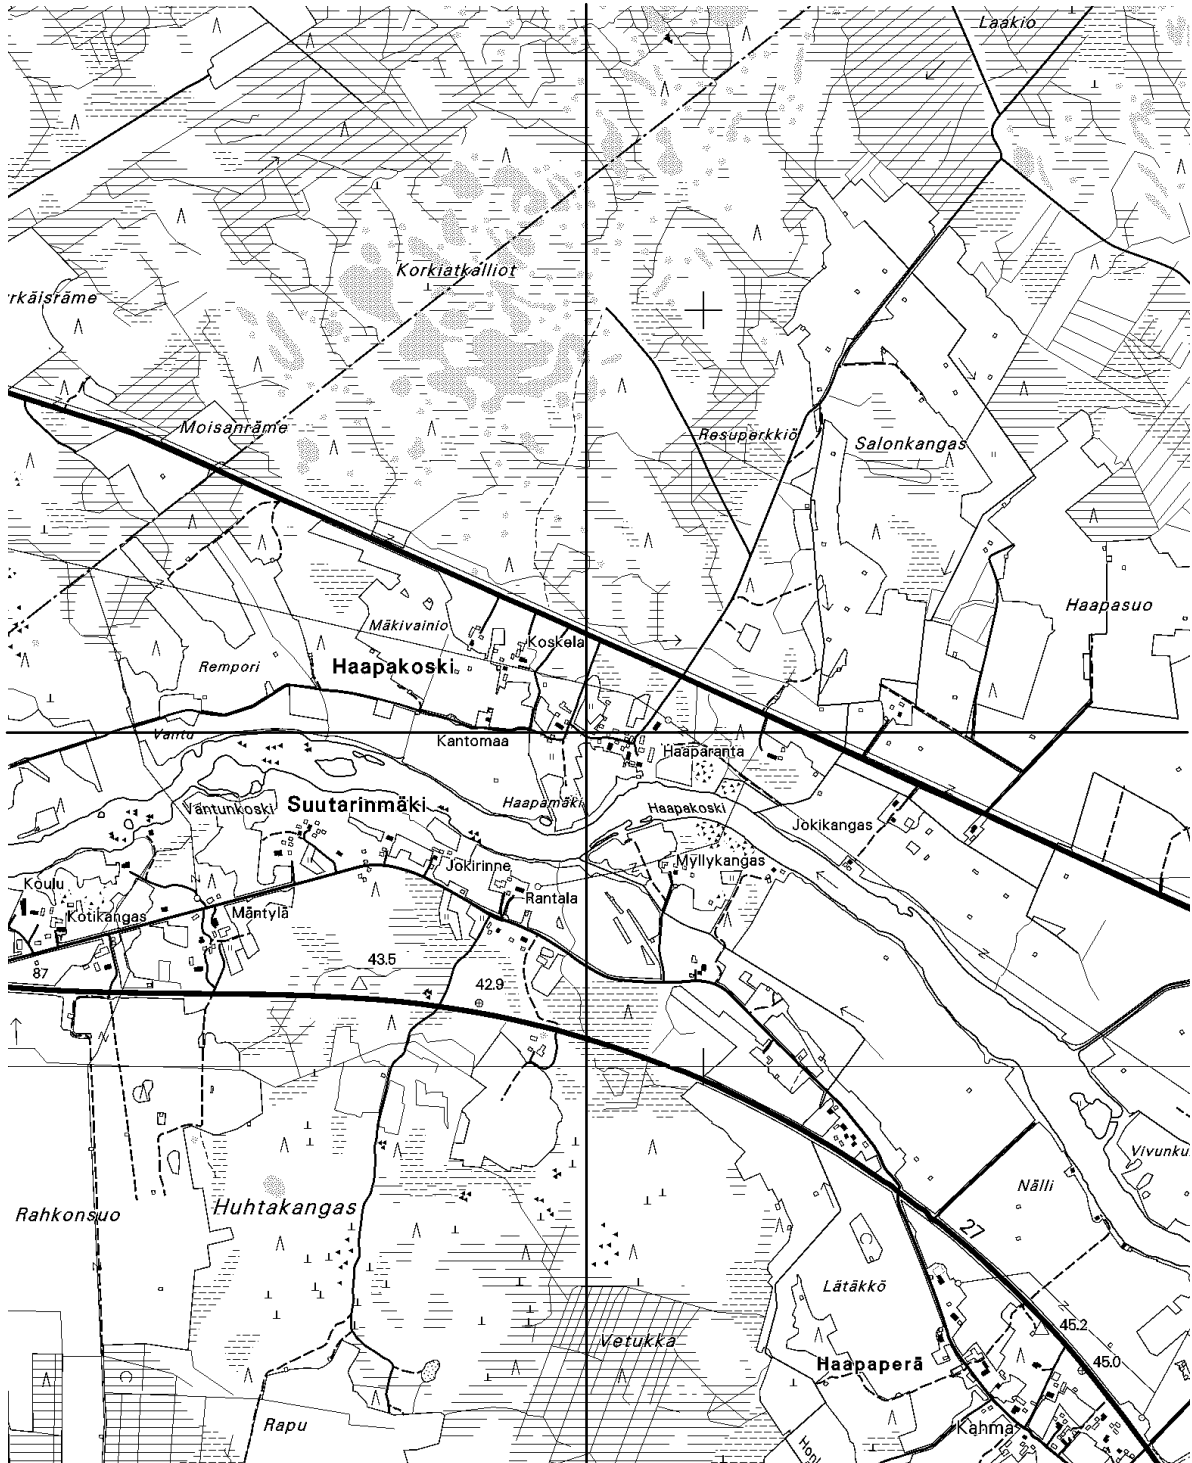 Laakio
Korkiatkalliot
rkäisräme
Moisanräme
Resuperkkiö
Salonkangas
Haapasuo
Mäkivainio
Koskela
Rempori
Haapakoski
Vantu
Kantomaa
Haaparanta
Suutarinmäki
Väntunkoski
Haapamäki
Haapakoski
Jokikangas
Jokirinne
Myllykangas
Koulu
Rantala
Kotikangas
Mäntylä
87
43.5
42.9
Vivunku
Nälli
Rahkonsuo
Huhtakangas
27
Lätäkkö
Vetukka
45.2
Haapaperä
45.0
Rapu
Kahma
Honk